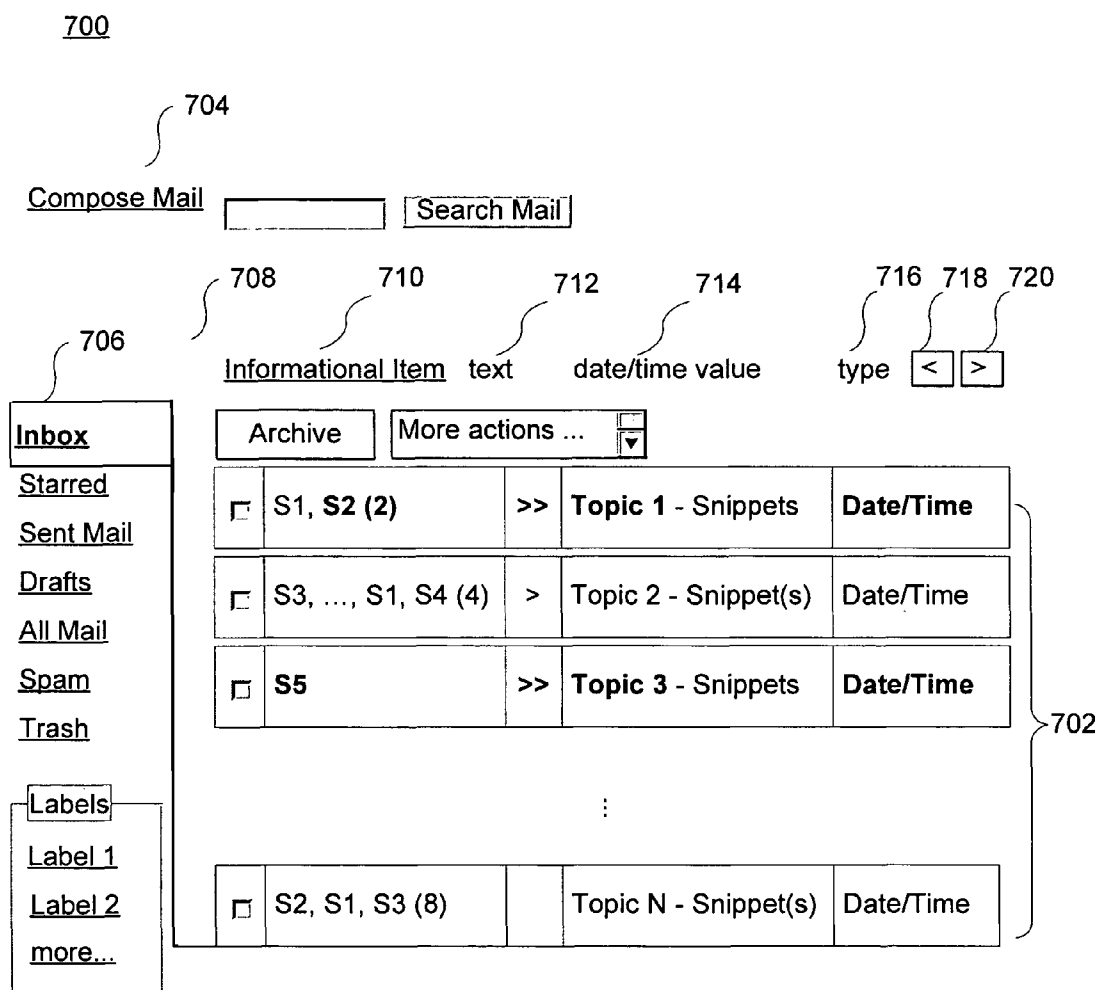 700
704
Compose Mail Search Mail
708 710 712 714 716 718 720
706
Informational Item text date/time value type < >
Inbox Archive More actions ...
Starred S1, S2 (2) >> Topic 1 - Snippets Date/Time
Sent Mail
Drafts S3, ..., S1, S4 (4) > Topic 2 - Snippet(s) Date/Time
All Mail
Spam S5 >> Topic 3 - Snippets Date/Time
Trash
702
Labels
⋮
Label 1
Label 2 S2, S1, S3 (8) Topic N - Snippet(s) Date/Time
more...